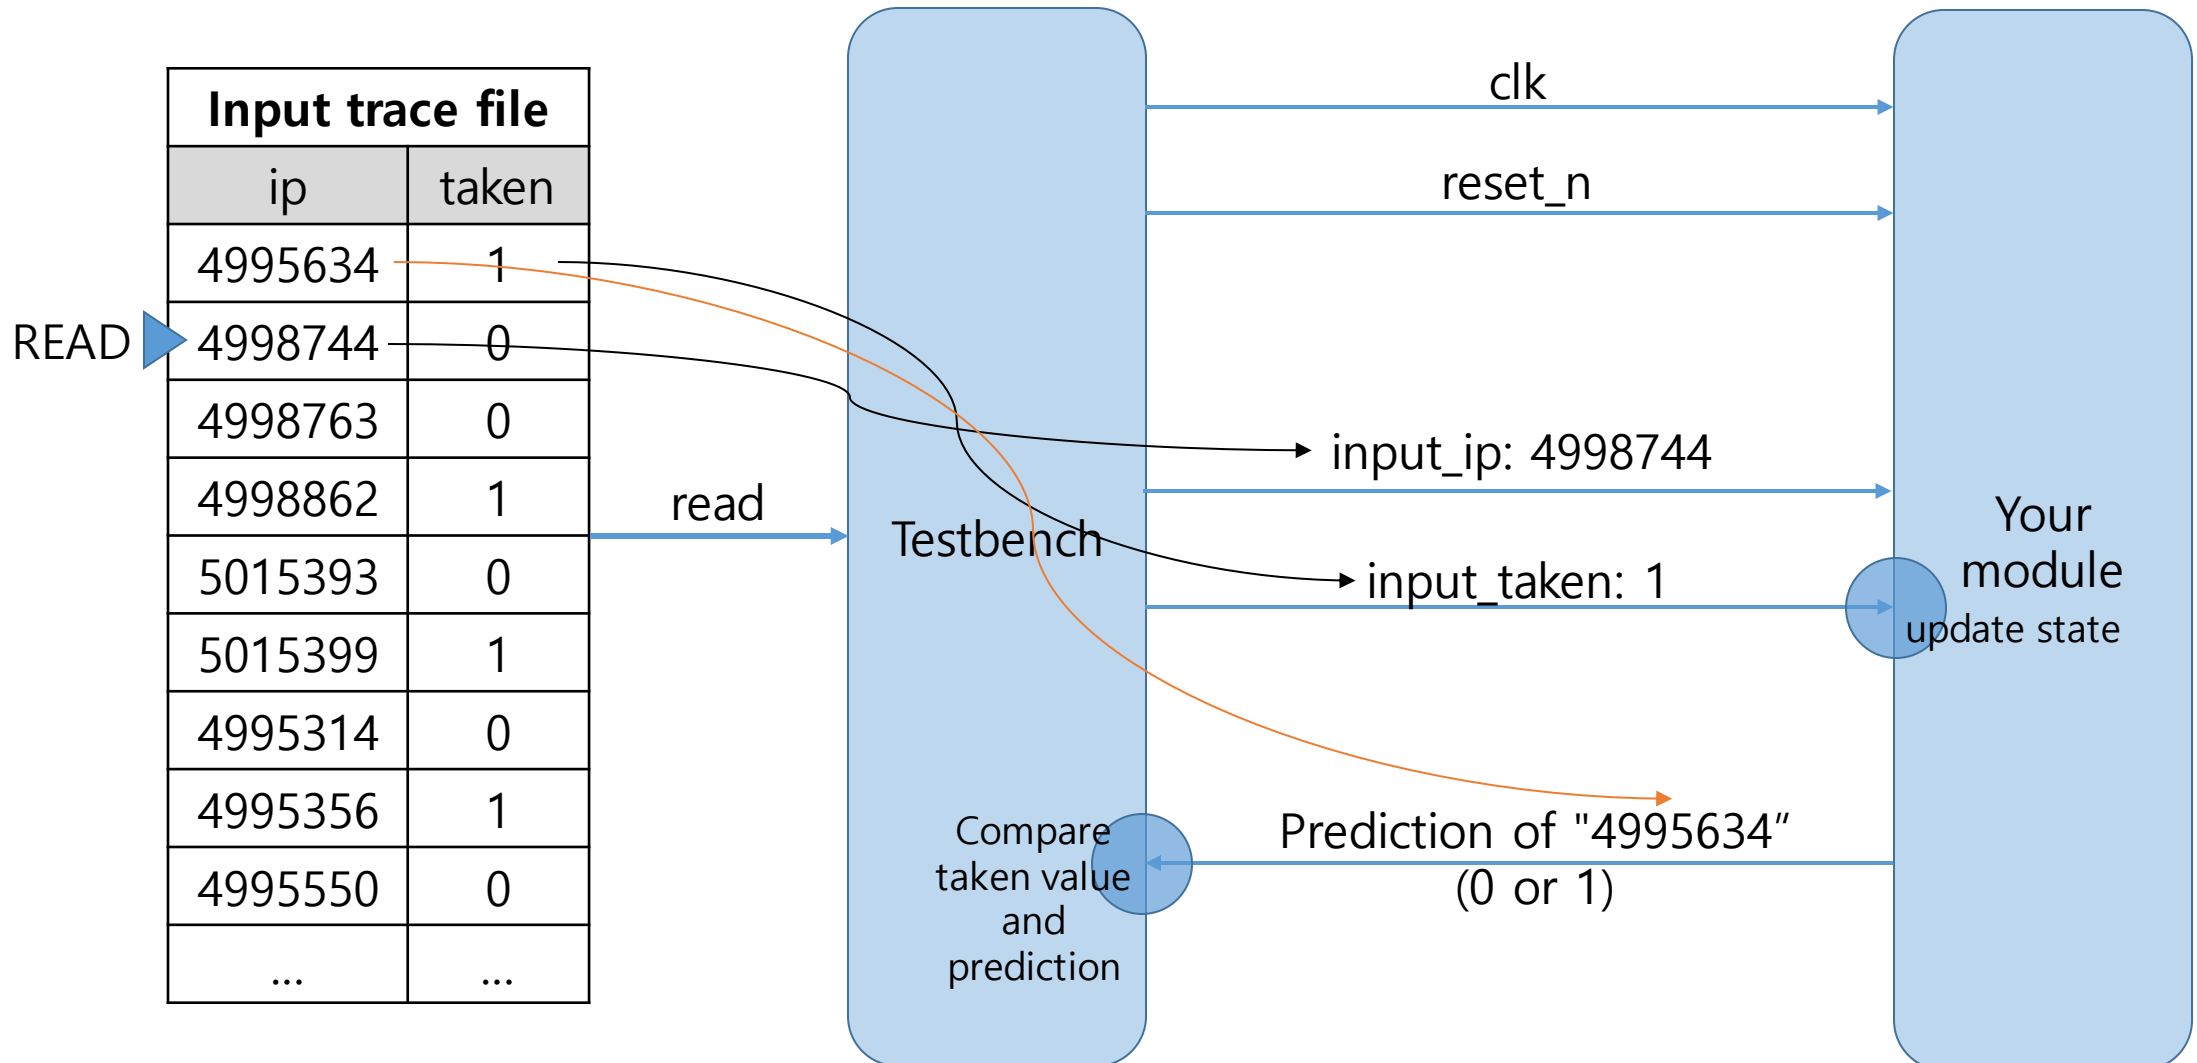 Input trace file
ip taken
4995634 1
READ 4998744 0
4998763 0
4998862 1
5015393 0
5015399 1
4995314 0
4995356 1
4995550 0
... ...
read
Testbench
Compare
taken value
and
prediction
clk
reset_n
input_ip: 4998744
input_taken: 1
Prediction of "4995634“
(0 or 1)
Your
module
update state